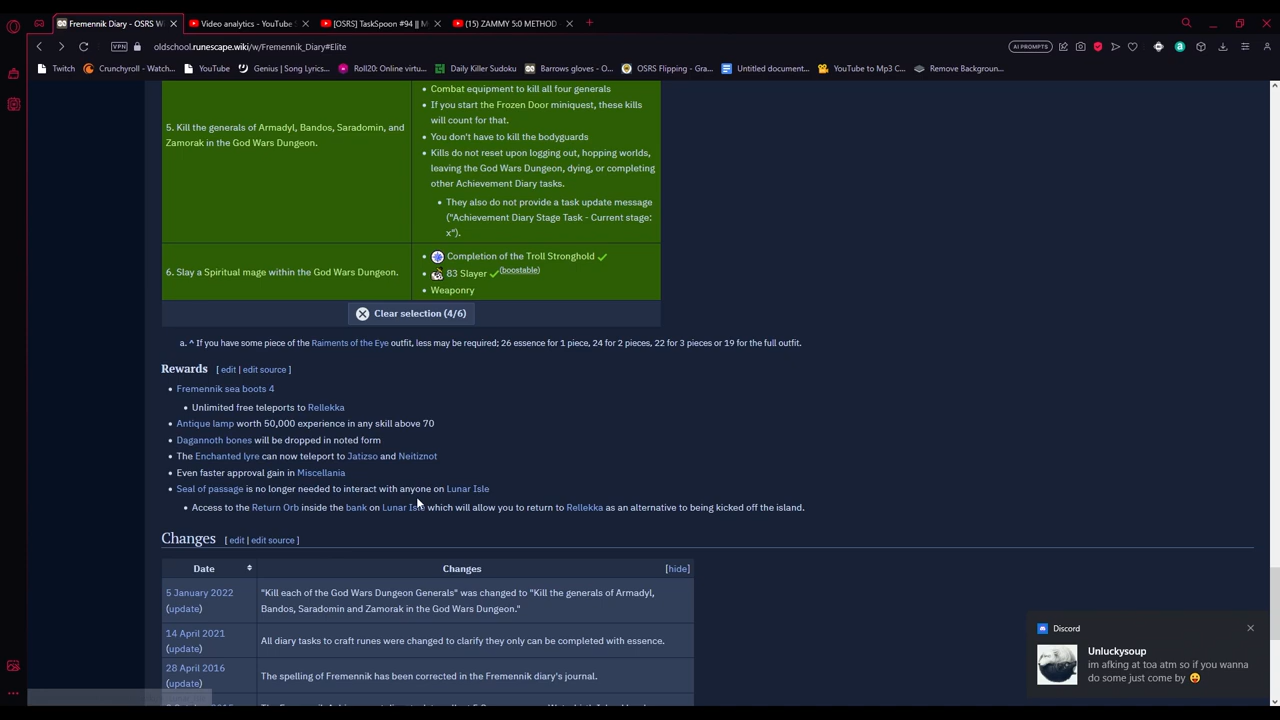 Fremennik Diary - OSRS W
Video analytics - YouTube S
[OSRS] TaskSpoon #94 || M
(15) ZAMMY 5:0 METHOD
VPN
oldschool.runescape.wiki/w/Fremennik_Diary#Elite
AI PROMPTS
Twitch
Crunchyroll - Watch...
YouTube
Genius | Song Lyrics...
Roll20: Online virtu...
Daily Killer Sudoku
Barrows gloves - O...
OSRS Flipping - Gra...
Untitled document...
YouTube to Mp3 C...
Remove Backgroun...
Combat equipment to kill all four generals
If you start the Frozen Door miniquest, these kills
will count for that.
5. Kill the generals of Armadyl, Bandos, Saradomin, and
Zamorak in the God Wars Dungeon.
You don't have to kill the bodyguards
Kills do not reset upon logging out, hopping worlds,
leaving the God Wars Dungeon, dying, or completing
other Achievement Diary tasks.
They also do not provide a task update message
("Achievement Diary Stage Task - Current stage:
x").
6. Slay a Spiritual mage within the God Wars Dungeon.
Completion of the Troll Stronghold
83 Slayer (boostable)
Weaponry
Clear selection (4/6)
a. ^ If you have some piece of the Raiments of the Eye outfit, less may be required; 26 essence for 1 piece, 24 for 2 pieces, 22 for 3 pieces or 19 for the full outfit.
Rewards [ edit | edit source ]
Fremennik sea boots 4
Unlimited free teleports to Rellekka
Antique lamp worth 50,000 experience in any skill above 70
Dagannoth bones will be dropped in noted form
The Enchanted lyre can now teleport to Jatizso and Neitiznot
Even faster approval gain in Miscellania
Seal of passage is no longer needed to interact with anyone on Lunar Isle
Access to the Return Orb inside the bank on Lunar Isle which will allow you to return to Rellekka as an alternative to being kicked off the island.
Changes [ edit | edit source ]
Date Changes [hide]
5 January 2022
(update)
"Kill each of the God Wars Dungeon Generals" was changed to "Kill the generals of Armadyl,
Bandos, Saradomin and Zamorak in the God Wars Dungeon."
14 April 2021
(update)
All diary tasks to craft runes were changed to clarify they only can be completed with essence.
28 April 2016
(update)
The spelling of Fremennik has been corrected in the Fremennik diary's journal.
Discord
Unluckysoup
im afking at toa atm so if you wanna
do some just come by 😛